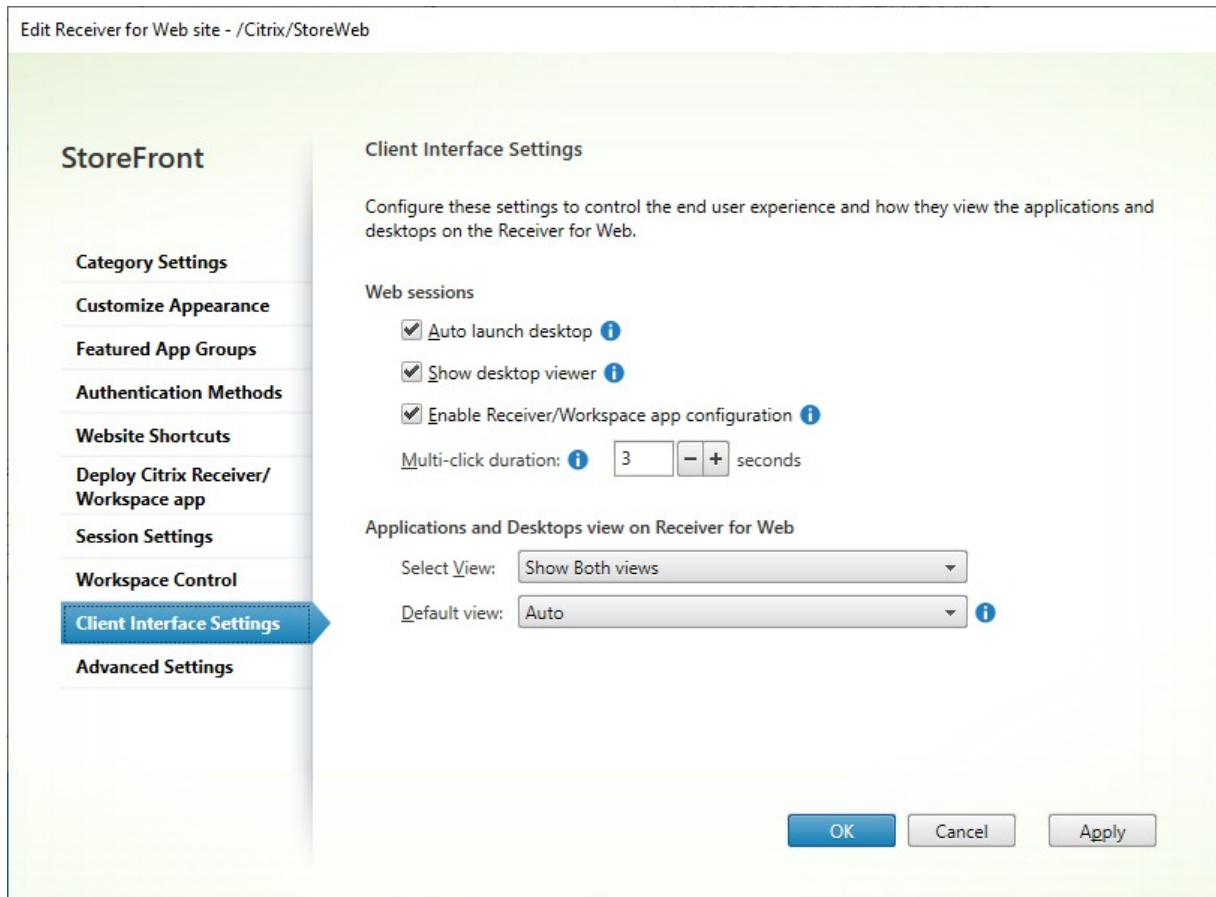 Edit Receiver for Web site - /Citrix/StoreWeb
StoreFront
Category Settings
Customize Appearance
Featured App Groups
Authentication Methods
Website Shortcuts
Deploy Citrix Receiver/
Workspace app
Session Settings
Workspace Control
Client Interface Settings
Advanced Settings
Client Interface Settings
Configure these settings to control the end user experience and how they view the applications and
desktops on the Receiver for Web.
Web sessions
Auto launch desktop
Show desktop viewer
Enable Receiver/Workspace app configuration
Multi-click duration: 3 seconds
Applications and Desktops view on Receiver for Web
Select View: Show Both views
Default view: Auto
OK Cancel Apply